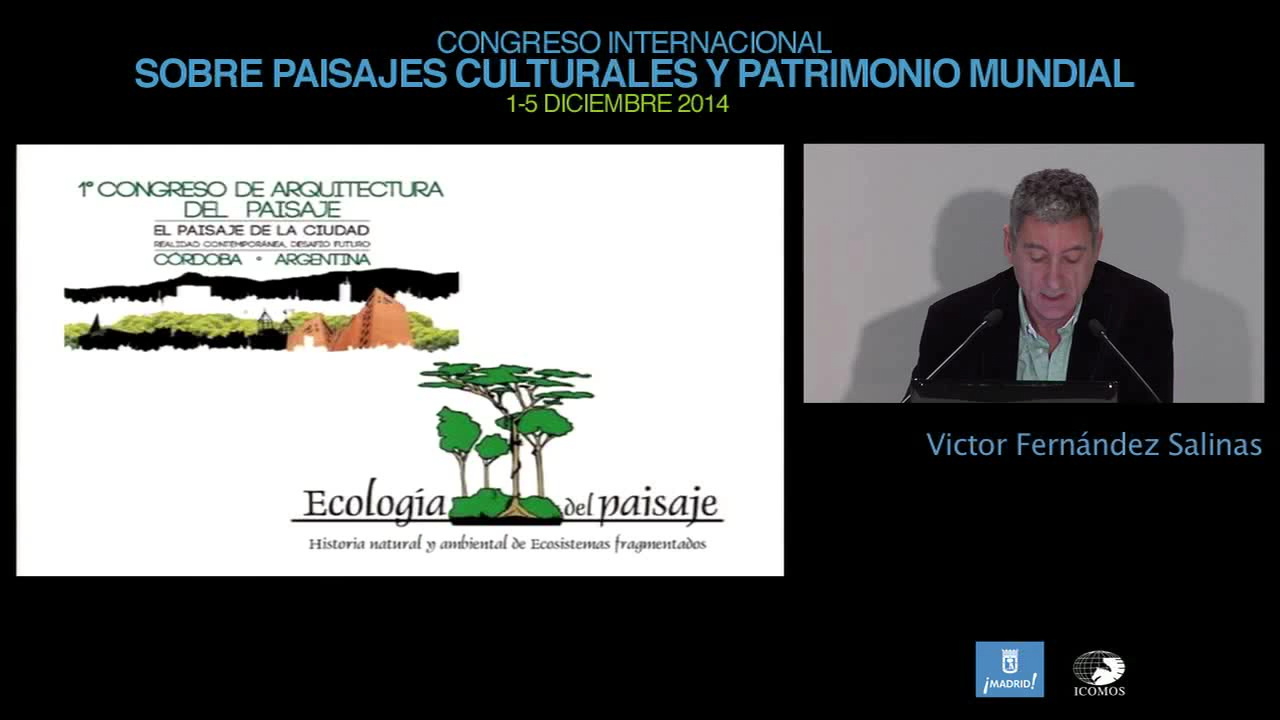 CONGRESO INTERNACIONAL
SOBRE PAISAJES CULTURALES Y PATRIMONIO MUNDIAL
1-5 DICIEMBRE 2014
1º CONGRESO DE ARQUITECTURA
DEL PAISAJE
EL PAISAJE DE LA CIUDAD
REALIDAD CONTEMPORÁNEA, DESAFÍO FUTURO
CÓRDOBA • ARGENTINA
Ecología del paisaje
Historia natural y ambiental de Ecosistemas fragmentados
Victor Fernández Salinas
¡MADRID!
ICOMOS